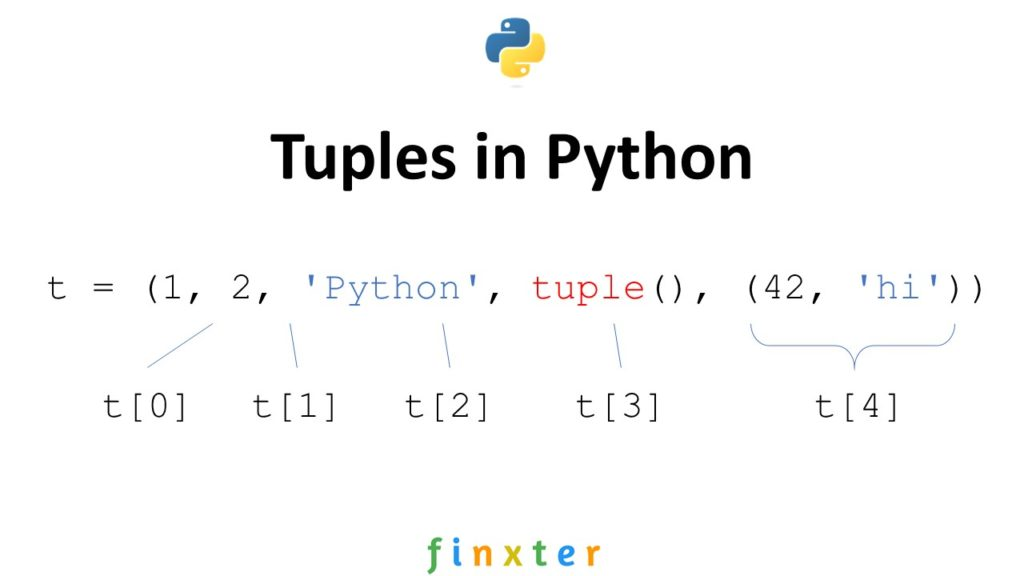 Tuples in Python
t = (1, 2, 'Python', tuple(), (42, 'hi'))
t[0] t[1] t[2] t[3] t[4]
finxter